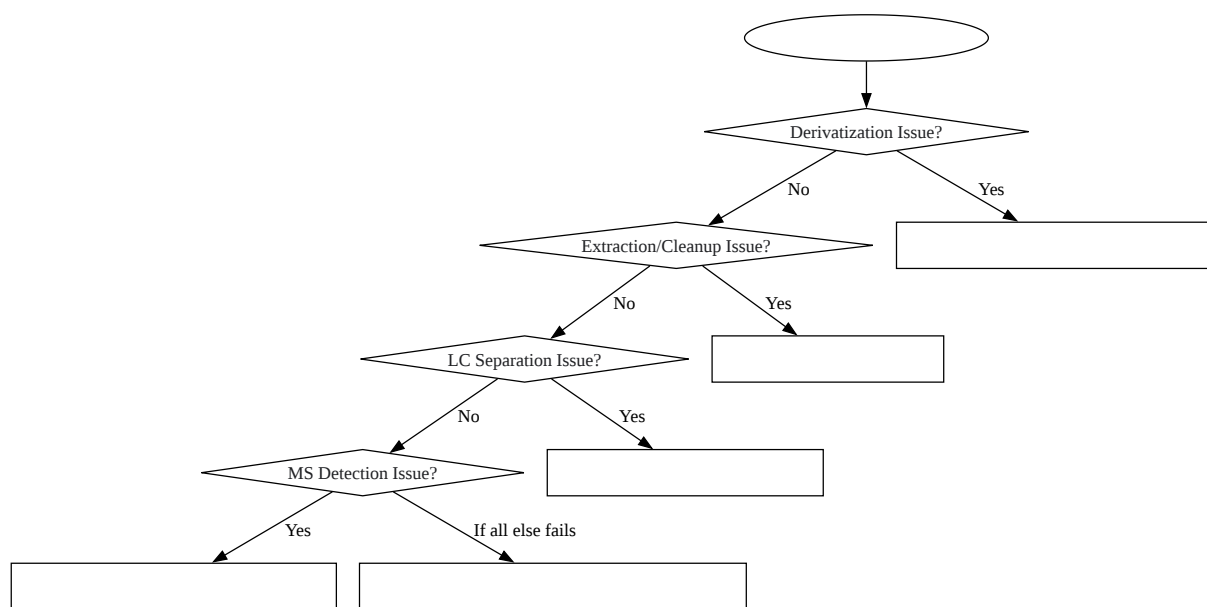 Derivatization Issue?
No
Yes
Extraction/Cleanup Issue?
No
Yes
LC Separation Issue?
No
Yes
MS Detection Issue?
Yes
If all else fails